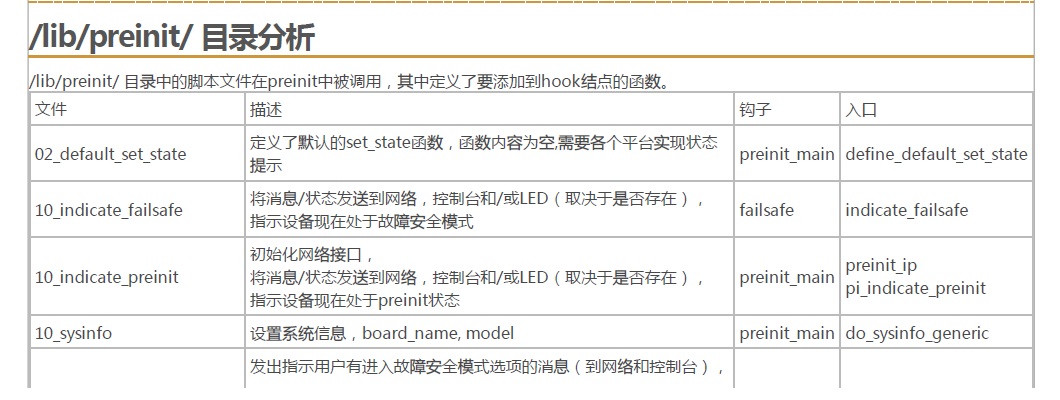 /lib/preinit/ 目录分析
/lib/preinit/ 目录中的脚本文件在preinit中被调用，其中定义了要添加到hook结点的函数。
文件 描述 钩子 入口
02_default_set_state 定义了默认的set_state函数，函数内容为空,需要各个平台实现状态 preinit_main define_default_set_state
提示
10_indicate_failsafe 将消息/状态发送到网络，控制台和/或LED（取决于是否存在）， failsafe indicate_failsafe
指示设备现在处于故障安全模式
初始化网络接口，
10_indicate_preinit 将消息/状态发送到网络，控制台和/或LED（取决于是否存在）， preinit_main preinit_ip
指示设备现在处于preinit状态 pi_indicate_preinit
10_sysinfo 设置系统信息，board_name, model preinit_main do_sysinfo_generic
发出指示用户有进入故障安全模式选项的消息（到网络和控制台），